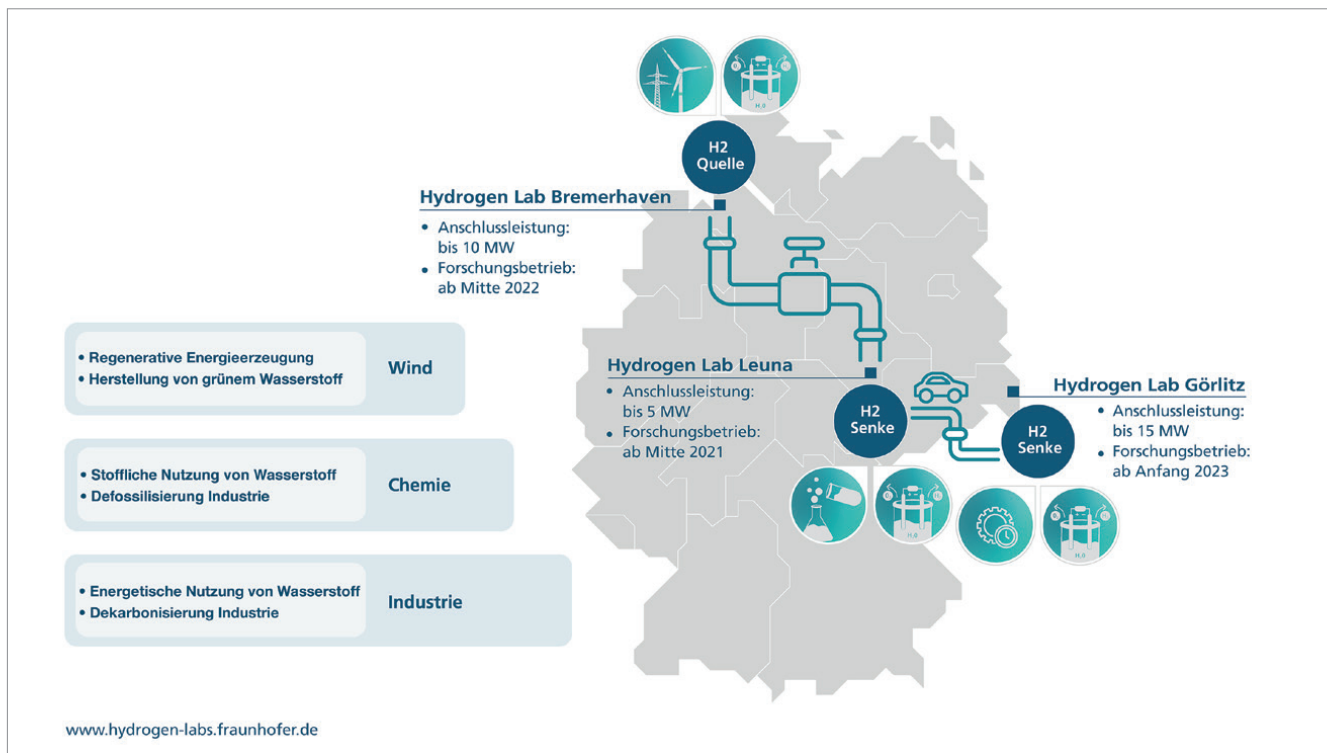 H2
Quelle
Hydrogen Lab Bremerhaven
• Anschlussleistung:
bis 10 MW
• Forschungsbetrieb:
ab Mitte 2022
• Regenerative Energieerzeugung
• Herstellung von grünem Wasserstoff
Wind
Hydrogen Lab Leuna
• Anschlussleistung:
bis 5 MW
• Forschungsbetrieb:
ab Mitte 2021
H2
Senke
Hydrogen Lab Görlitz
• Anschlussleistung:
bis 15 MW
• Forschungsbetrieb:
ab Anfang 2023
H2
Senke
• Stoffliche Nutzung von Wasserstoff
• Defossilisierung Industrie
Chemie
• Energetische Nutzung von Wasserstoff
• Dekarbonisierung Industrie
Industrie
www.hydrogen-labs.fraunhofer.de